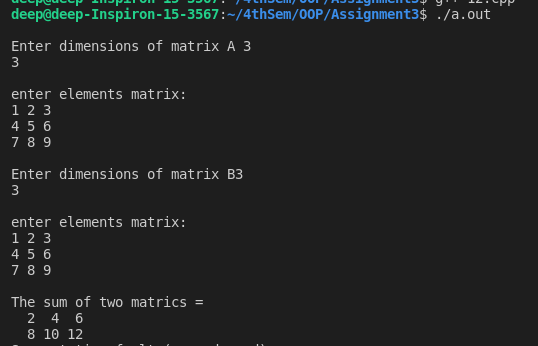 deep@deep-Inspiron-15-3567:~/4thSem/OOP/Assignment3$ g++ 12.cpp
deep@deep-Inspiron-15-3567:~/4thSem/OOP/Assignment3$ ./a.out
Enter dimensions of matrix A 3
3
enter elements matrix:
1 2 3
4 5 6
7 8 9
Enter dimensions of matrix B3
3
enter elements matrix:
1 2 3
4 5 6
7 8 9
The sum of two matrics =
2 4 6
8 10 12